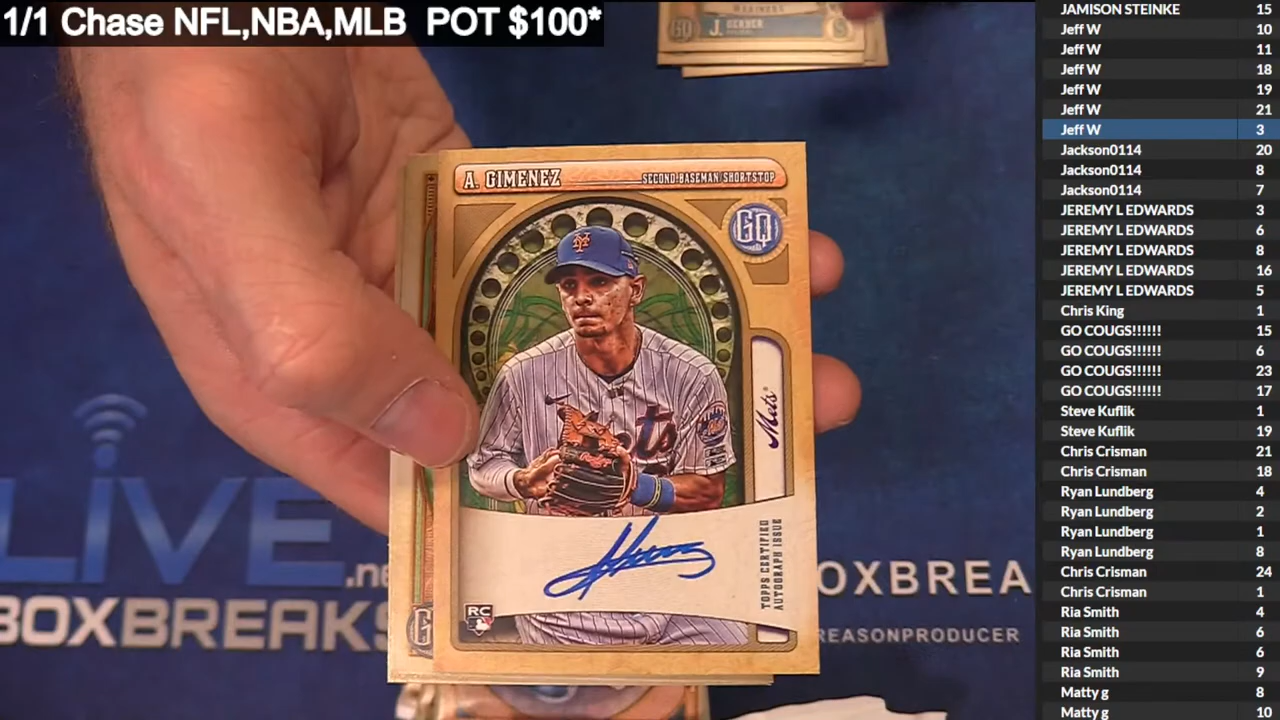 1/1 Chase NFL,NBA,MLB POT $100*
J. BERRER
A. GIMENEZ
SECOND BASEMAN/SHORTSTOP
GQ
Mets
TOPPS CERTIFIED
AUTOGRAPH ISSUE
RC
LIVE.ne
BOXBREAKS
OXBREA
REASONPRODUCER
JAMISON STEINKE 15
Jeff W 10
Jeff W 11
Jeff W 18
Jeff W 19
Jeff W 21
Jeff W 3
Jackson0114 20
Jackson0114 8
Jackson0114 7
JEREMY L EDWARDS 3
JEREMY L EDWARDS 6
JEREMY L EDWARDS 8
JEREMY L EDWARDS 16
JEREMY L EDWARDS 5
Chris King 1
GO COUGS!!!!!! 15
GO COUGS!!!!!! 6
GO COUGS!!!!!! 23
GO COUGS!!!!!! 17
Steve Kuflik 1
Steve Kuflik 19
Chris Crisman 21
Chris Crisman 18
Ryan Lundberg 4
Ryan Lundberg 2
Ryan Lundberg 1
Ryan Lundberg 8
Chris Crisman 24
Chris Crisman 1
Ria Smith 4
Ria Smith 6
Ria Smith 6
Ria Smith 9
Matty g 8
Matty g 10